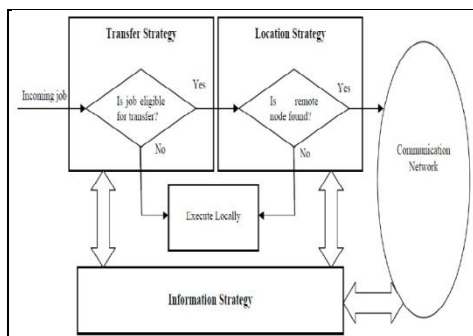 Transfer Strategy
Location Strategy
Incoming job
Is job eligible
for transfer?
Yes
No
Is remote
node found?
Yes
No
Communication
Network
Execute Locally
Information Strategy